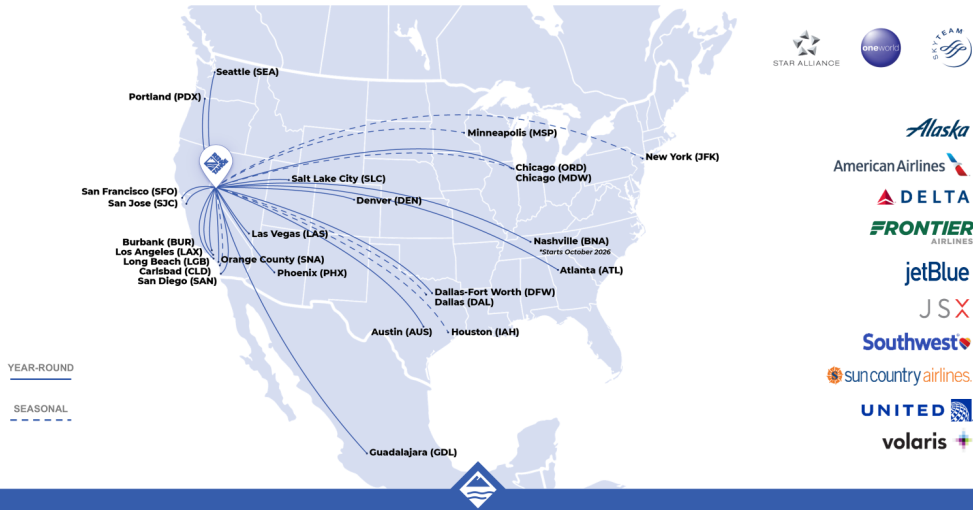 Seattle (SEA)
Portland (PDX)
Minneapolis (MSP)
New York (JFK)
Chicago (ORD)
Chicago (MDW)
Salt Lake City (SLC)
Denver (DEN)
San Francisco (SFO)
San Jose (SJC)
Las Vegas (LAS)
Burbank (BUR)
Los Angeles (LAX)
Long Beach (LGB)
Carlsbad (CLD)
San Diego (SAN)
Orange County (SNA)
Phoenix (PHX)
Nashville (BNA)
*Starts October 2026
Atlanta (ATL)
Dallas-Fort Worth (DFW)
Dallas (DAL)
Austin (AUS)
Houston (IAH)
Guadalajara (GDL)
YEAR-ROUND
SEASONAL
STAR ALLIANCE
oneworld
SKYTEAM
Alaska
American Airlines
DELTA
FRONTIER
AIRLINES
jetBlue
JSX
Southwest
S
sun country airlines.
UNITED
volaris